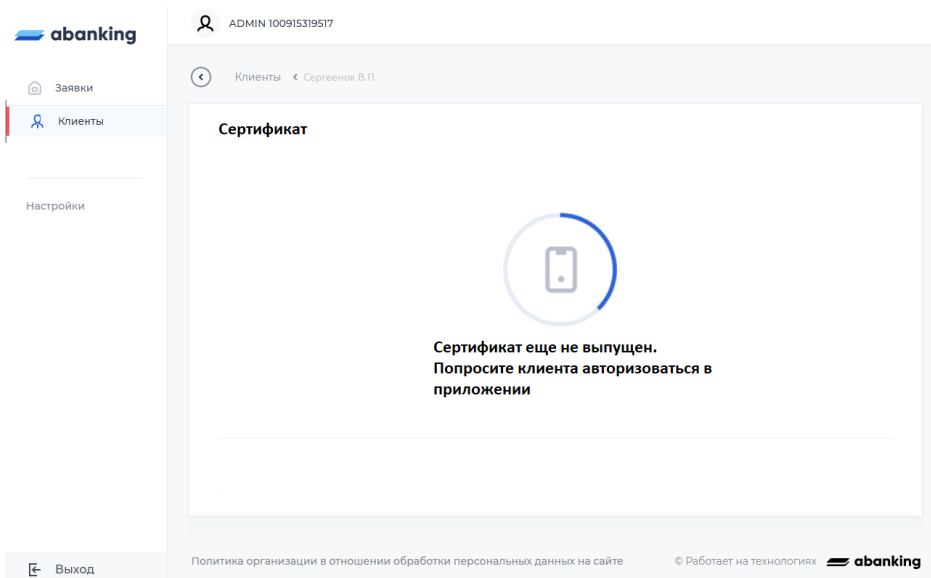 abanking
ADMIN 100915319517
Заявки
Клиенты
Настройки
Выход
Клиенты Сергеенок В.П.
Сертификат
Сертификат еще не выпущен.
Попросите клиента авторизоваться в
приложении
Политика организации в отношении обработки персональных данных на сайте
© Работает на технологиях abanking